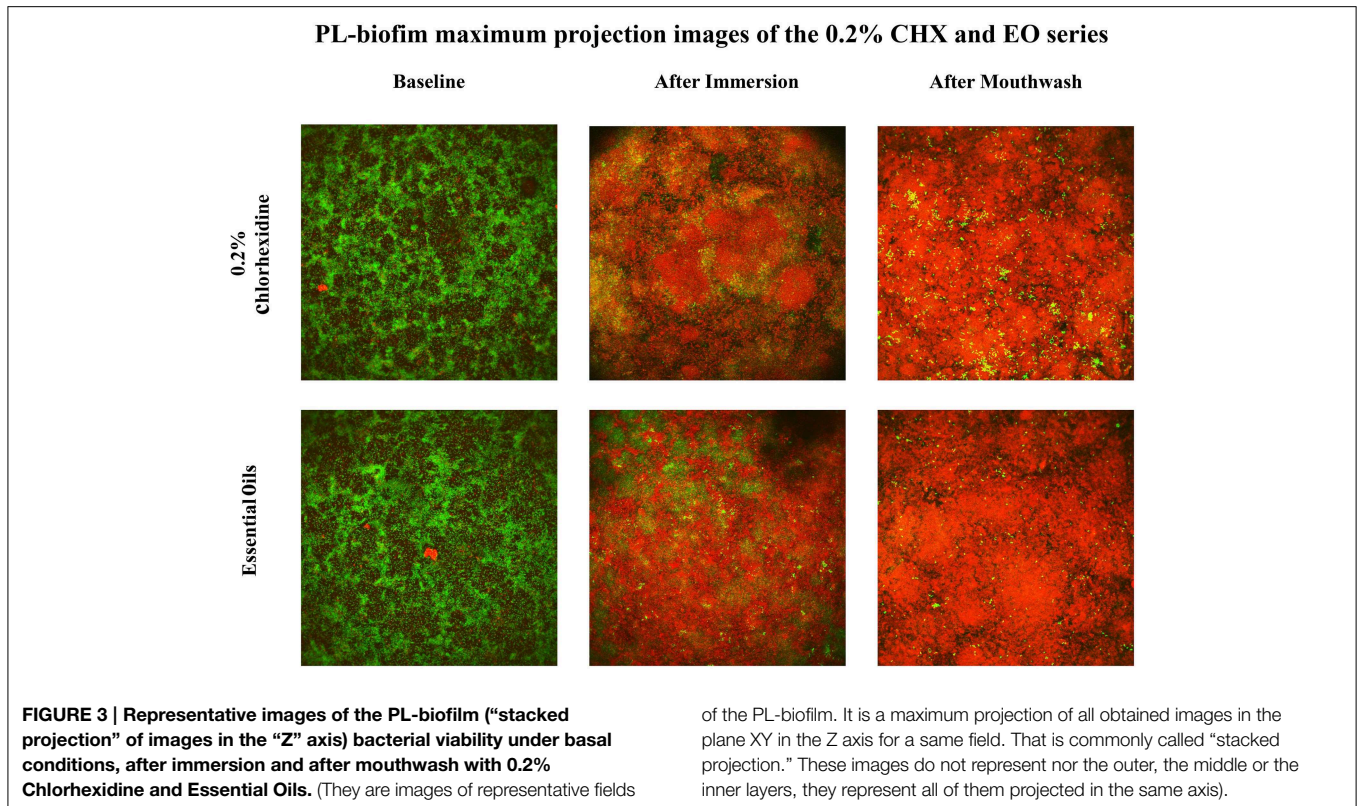 PL-biofim maximum projection images of the 0.2% CHX and EO series
Baseline
After Immersion
After Mouthwash
0.2%
chlorhexidine
Essential Oils
FIGURE 3 | Representative images of the PL-biofilm (“stacked
projection” of images in the “Z” axis) bacterial viability under basal
conditions, after immersion and after mouthwash with 0.2%
Chlorhexidine and Essential Oils. (They are images of representative fields
of the PL-biofilm. It is a maximum projection of all obtained images in the
plane XY in the Z axis for a same field. That is commonly called “stacked
projection.” These images do not represent nor the outer, the middle or the
inner layers, they represent all of them projected in the same axis).